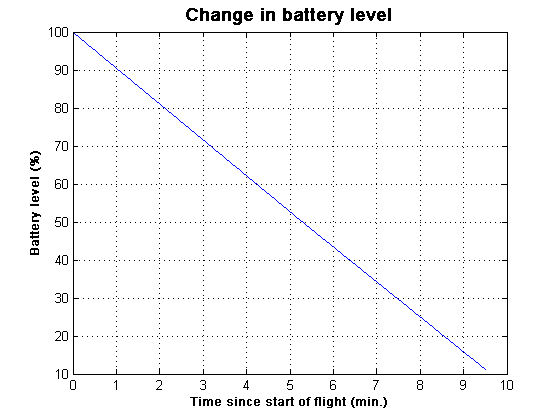 Change in battery level
100
90
80
70
60
50
40
30
20
10
Battery level (%)
0 1 2 3 4 5 6 7 8 9 10
Time since start of flight (min.)